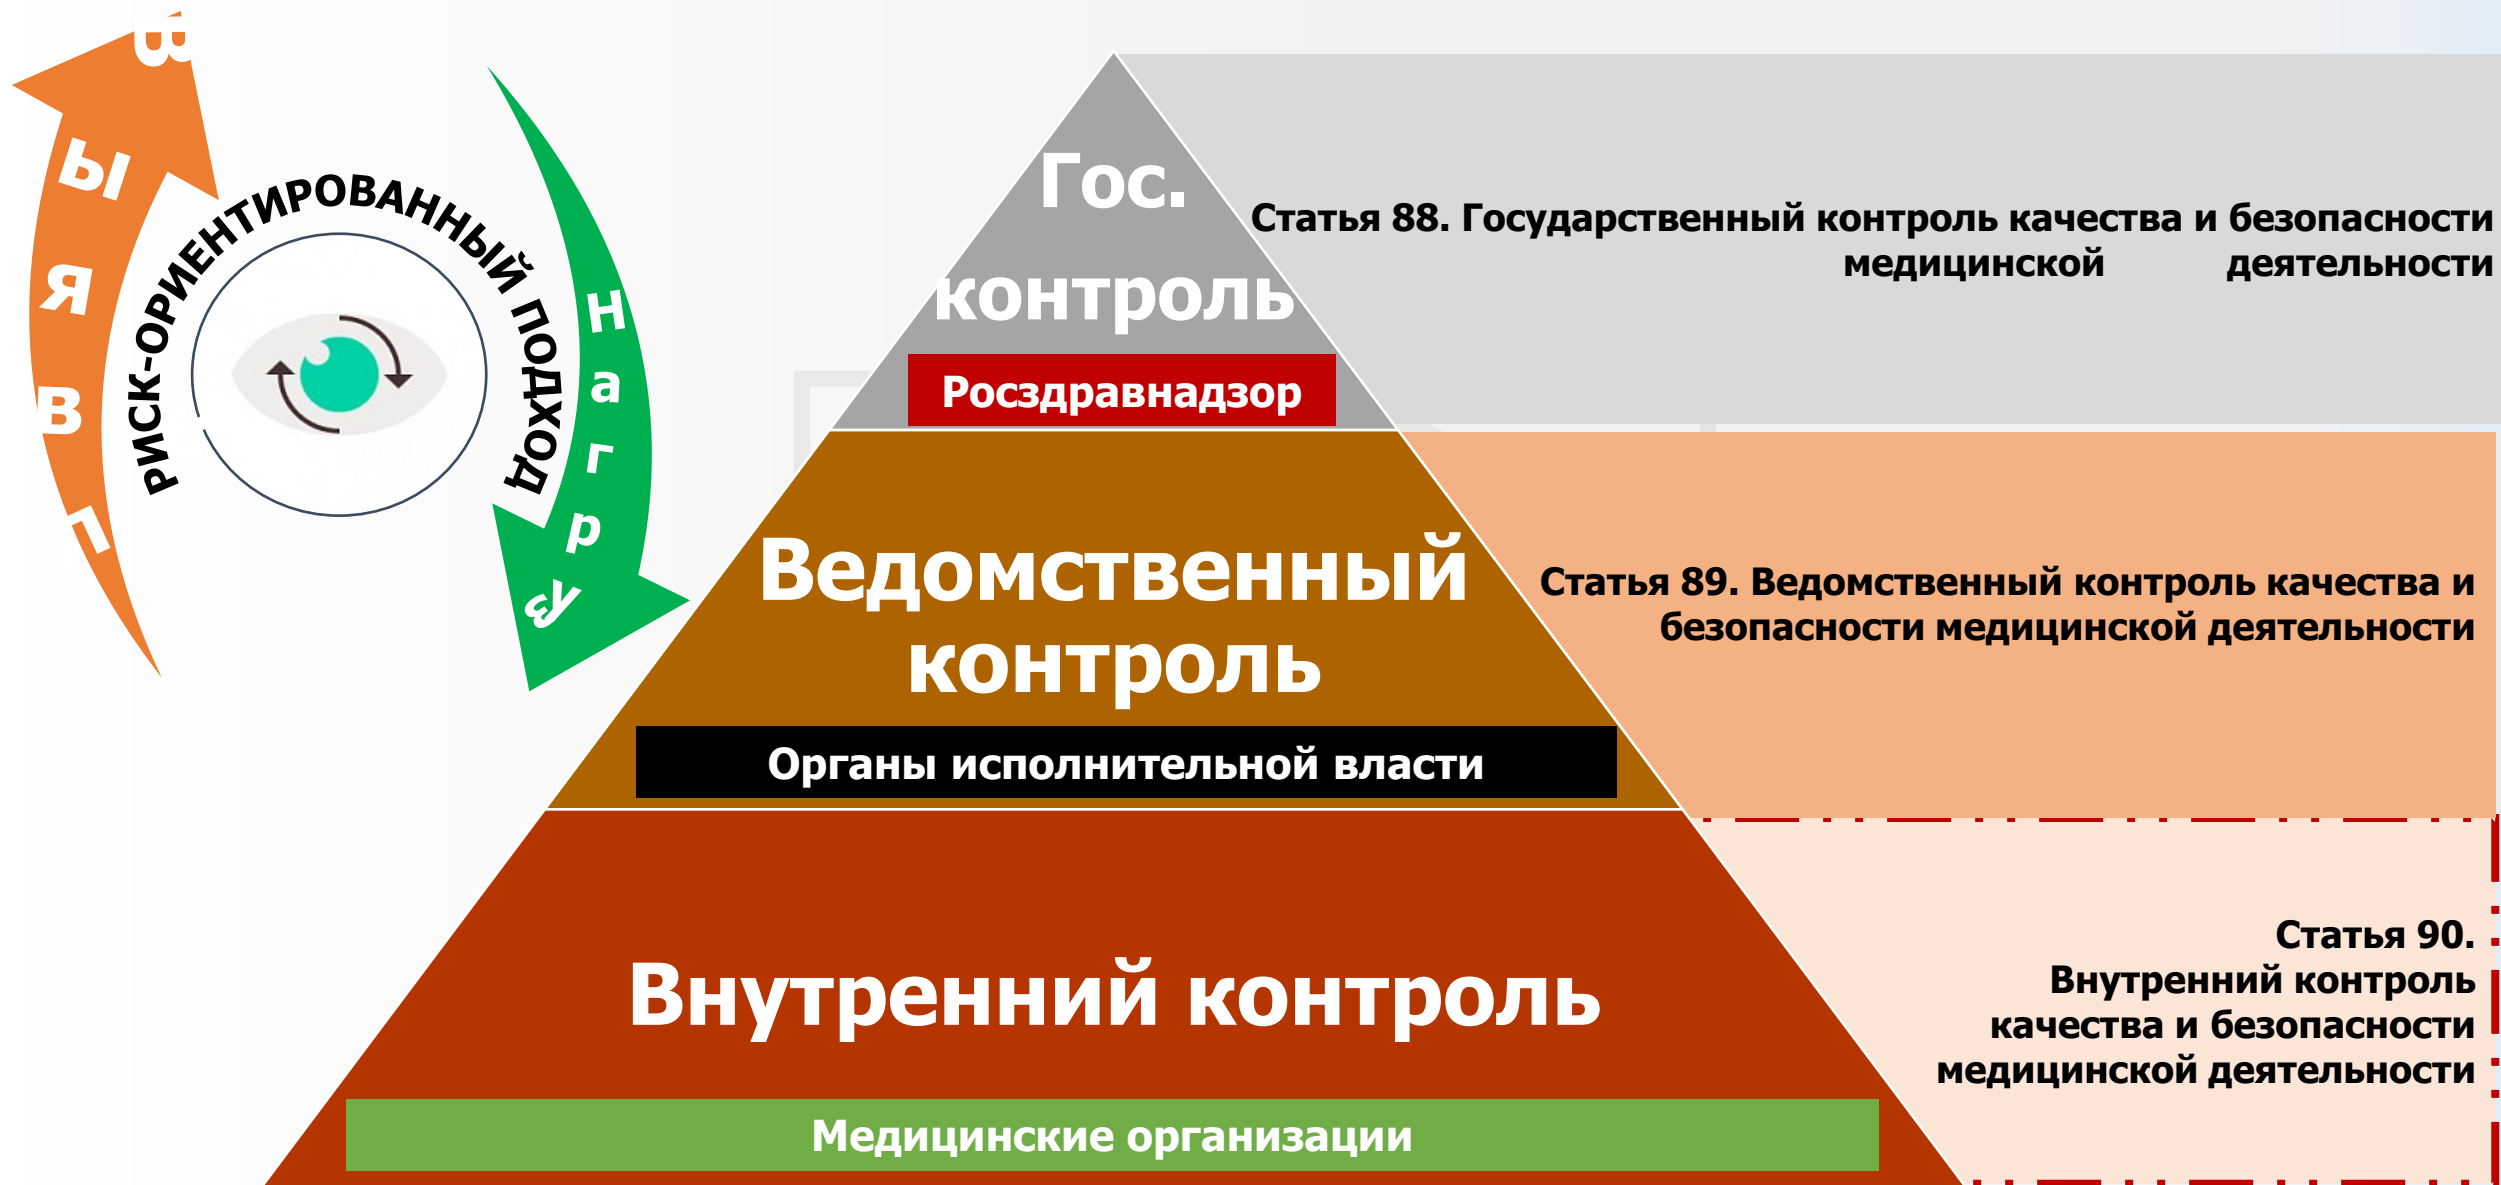 РИСК-ОРИЕНТИРОВАННЫЙ ПОДХОД
Гос.
контроль
Росздравнадзор
Статья 88. Государственный контроль качества и безопасности
медицинской деятельности
Ведомственный
контроль
Органы исполнительной власти
Статья 89. Ведомственный контроль качества и
безопасности медицинской деятельности
Внутренний контроль
Медицинские организации
Статья 90.
Внутренний контроль
качества и безопасности
медицинской деятельности